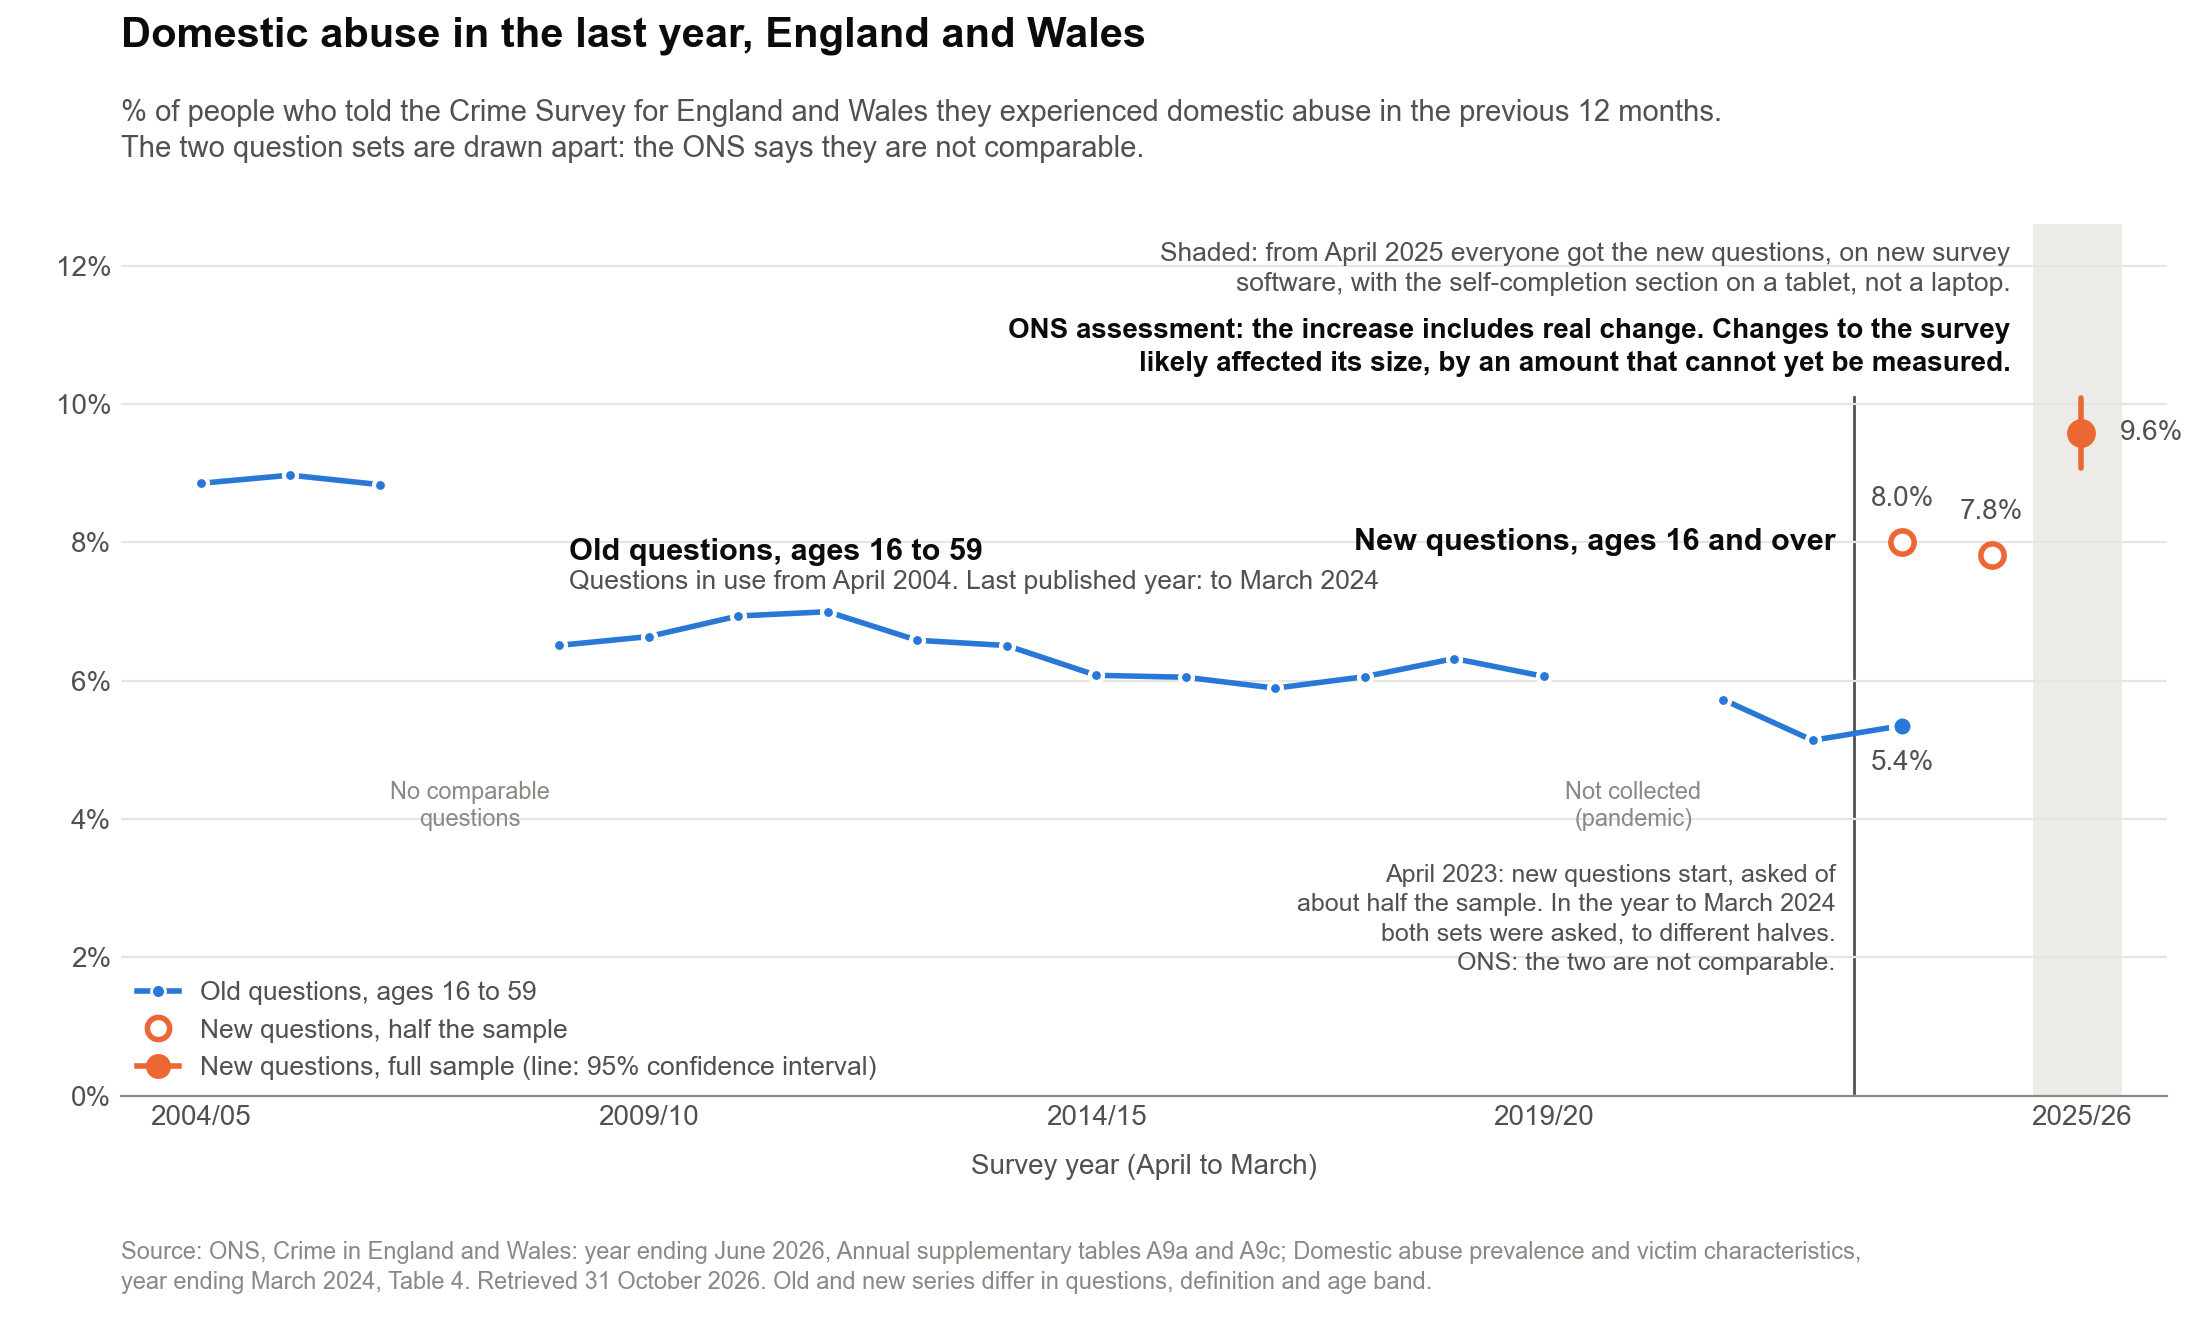 Domestic abuse in the last year, England and Wales
% of people who told the Crime Survey for England and Wales they experienced domestic abuse in the previous 12 months.
The two question sets are drawn apart: the ONS says they are not comparable.
Shaded: from April 2025 everyone got the new questions, on new survey
software, with the self-completion section on a tablet, not a laptop.
ONS assessment: the increase includes real change. Changes to the survey
likely affected its size, by an amount that cannot yet be measured.
12%
10%
8%
6%
4%
2%
0%
9.6%
8.0%
7.8%
New questions, ages 16 and over
Old questions, ages 16 to 59
Questions in use from April 2004. Last published year: to March 2024
5.4%
No comparable
questions
Not collected
(pandemic)
April 2023: new questions start, asked of
about half the sample. In the year to March 2024
both sets were asked, to different halves.
ONS: the two are not comparable.
Old questions, ages 16 to 59
New questions, half the sample
New questions, full sample (line: 95% confidence interval)
2004/05
2009/10
2014/15
2019/20
2025/26
Survey year (April to March)
Source: ONS, Crime in England and Wales: year ending June 2026, Annual supplementary tables A9a and A9c; Domestic abuse prevalence and victim characteristics,
year ending March 2024, Table 4. Retrieved 31 October 2026. Old and new series differ in questions, definition and age band.